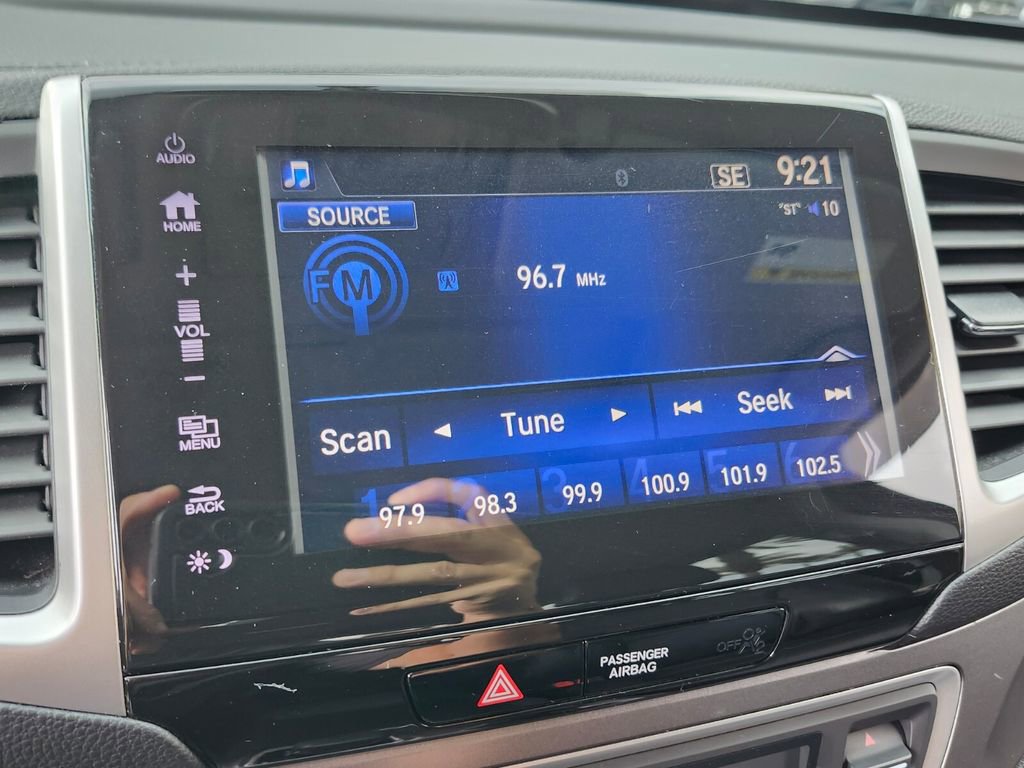 AUDIO
HOME
+
VOL
-
MENU
BACK
SE 9:21
SOURCE
"ST" 10
FM
96.7 MHz
Scan Tune Seek
1 2 3 4 5 6
97.9 98.3 99.9 100.9 101.9 102.5
PASSENGER
AIRBAG
OFF